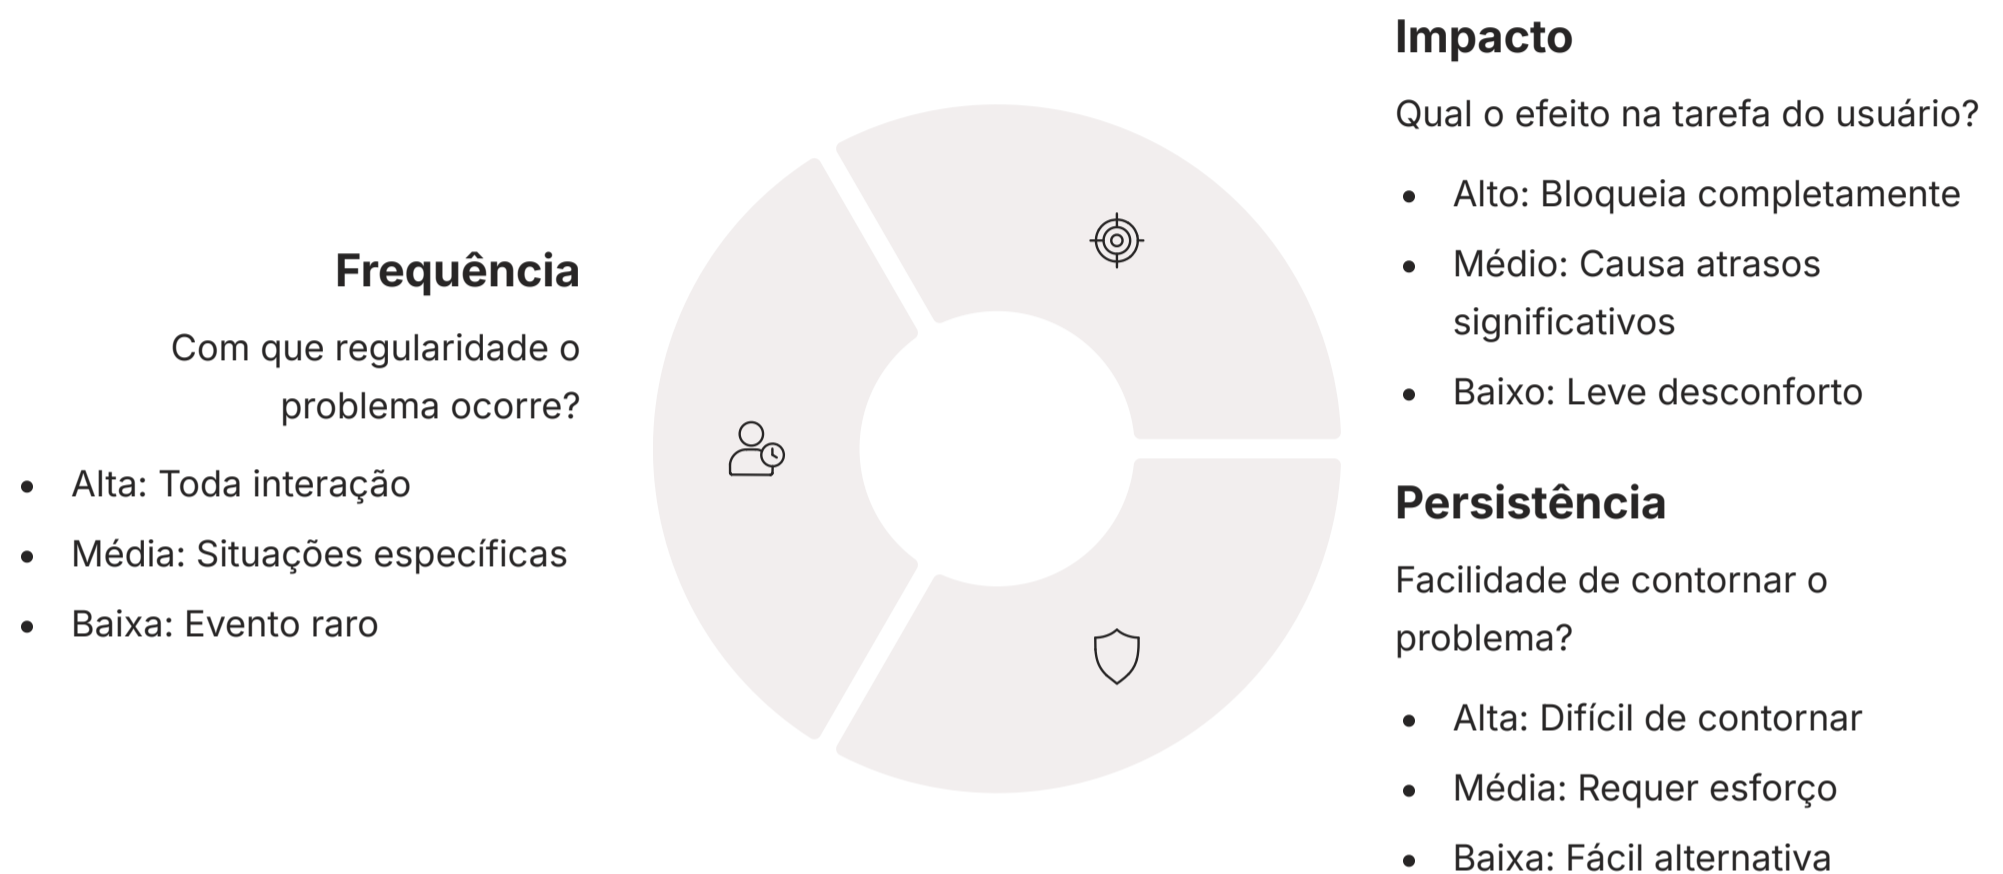 Impacto
Qual o efeito na tarefa do usuário?
• Alto: Bloqueia completamente
• Médio: Causa atrasos
significativos
• Baixo: Leve desconforto
Frequência
Com que regularidade o
problema ocorre?
• Alta: Toda interação
• Média: Situações específicas
• Baixa: Evento raro
Persistência
Facilidade de contornar o
problema?
• Alta: Difícil de contornar
• Média: Requer esforço
• Baixa: Fácil alternativa